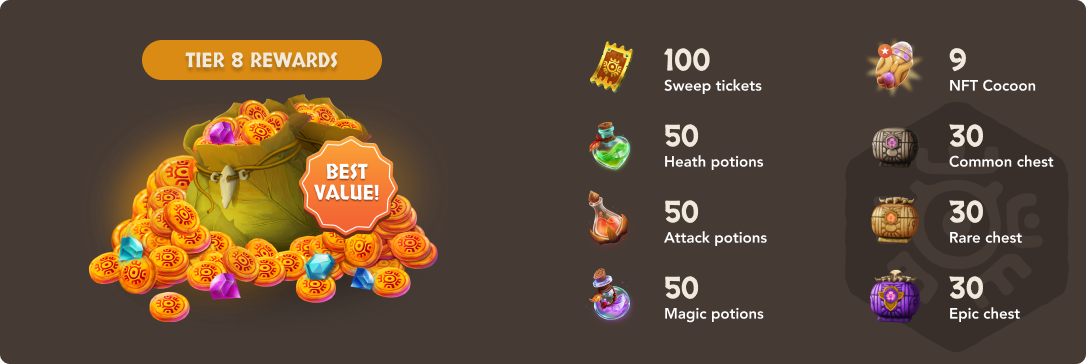 TIER 8 REWARDS
BEST
VALUE!
100
Sweep tickets
50
Heath potions
50
Attack potions
50
Magic potions
9
NFT Cocoon
30
Common chest
30
Rare chest
30
Epic chest